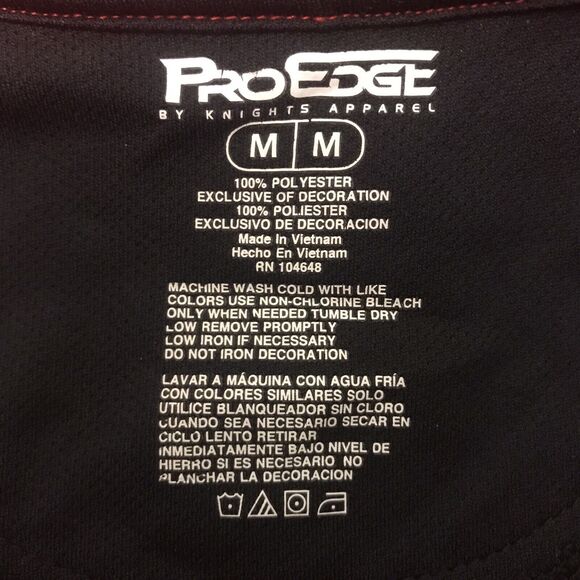 PROEDGE
BY KNIGHTS APPAREL
M M
100% POLYESTER
EXCLUSIVE OF DECORATION
100% POLIESTER
EXCLUSIVO DE DECORACION
Made In Vietnam
Hecho En Vietnam
RN 104648
MACHINE WASH COLD WITH LIKE
COLORS USE NON-CHLORINE BLEACH
ONLY WHEN NEEDED TUMBLE DRY
LOW REMOVE PROMPTLY
LOW IRON IF NECESSARY
DO NOT IRON DECORATION
LAVAR A MÁQUINA CON AGUA FRÍA
CON COLORES SIMILARES SOLO
UTILICE BLANQUEADOR SIN CLORO
CUANDO SEA NECESARIO SECAR EN
CICLO LENTO RETIRAR
INMEDIATAMENTE BAJO NIVEL DE
HIERRO SI ES NECESARIO NO
PLANCHAR LA DECORACION